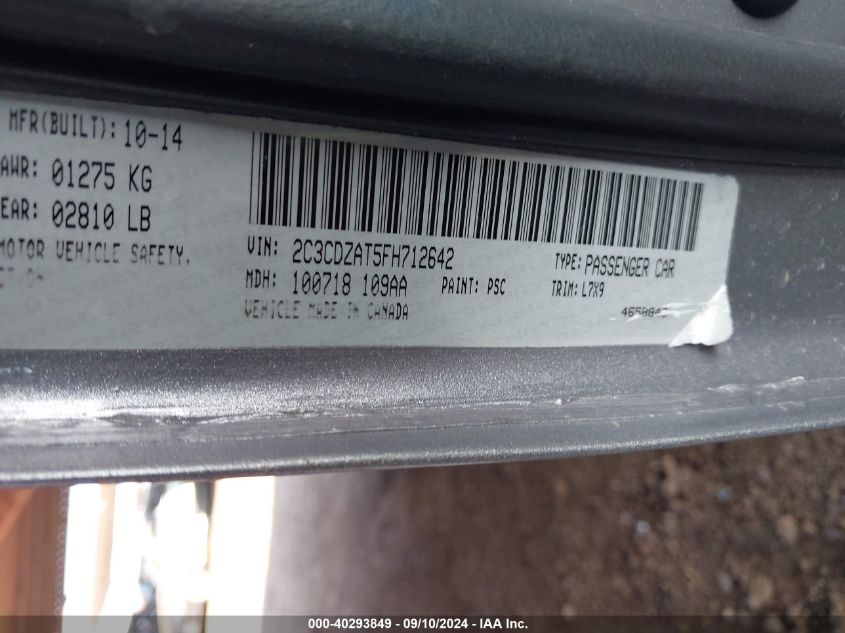 MFR(BUILT): 10-14
AWR: 01275 KG
EAR: 02810 LB
MOTOR VEHICLE SAFETY,
VIN: 2C3CDZAT5FH712642
TYPE: PASSENGER CAR
MDH: 100718 109AA PAINT: PSC TRIM: L7X9
VEHICLE MADE IN CANADA
000-40293849 - 09/10/2024 - IAA Inc.